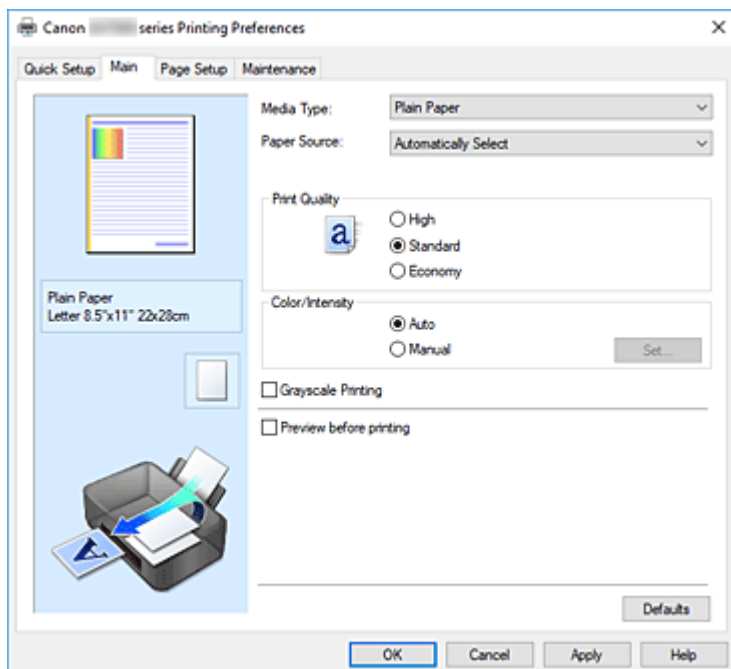 Canon series Printing Preferences
Quick Setup Main Page Setup Maintenance
Media Type: Plain Paper
Paper Source: Automatically Select
Print Quality
a
High
Standard
Economy
Plain Paper
Letter 8.5"x11" 22x28cm
Color/Intensity
Auto
Manual
Set...
Grayscale Printing
Preview before printing
A
Defaults
OK Cancel Apply Help